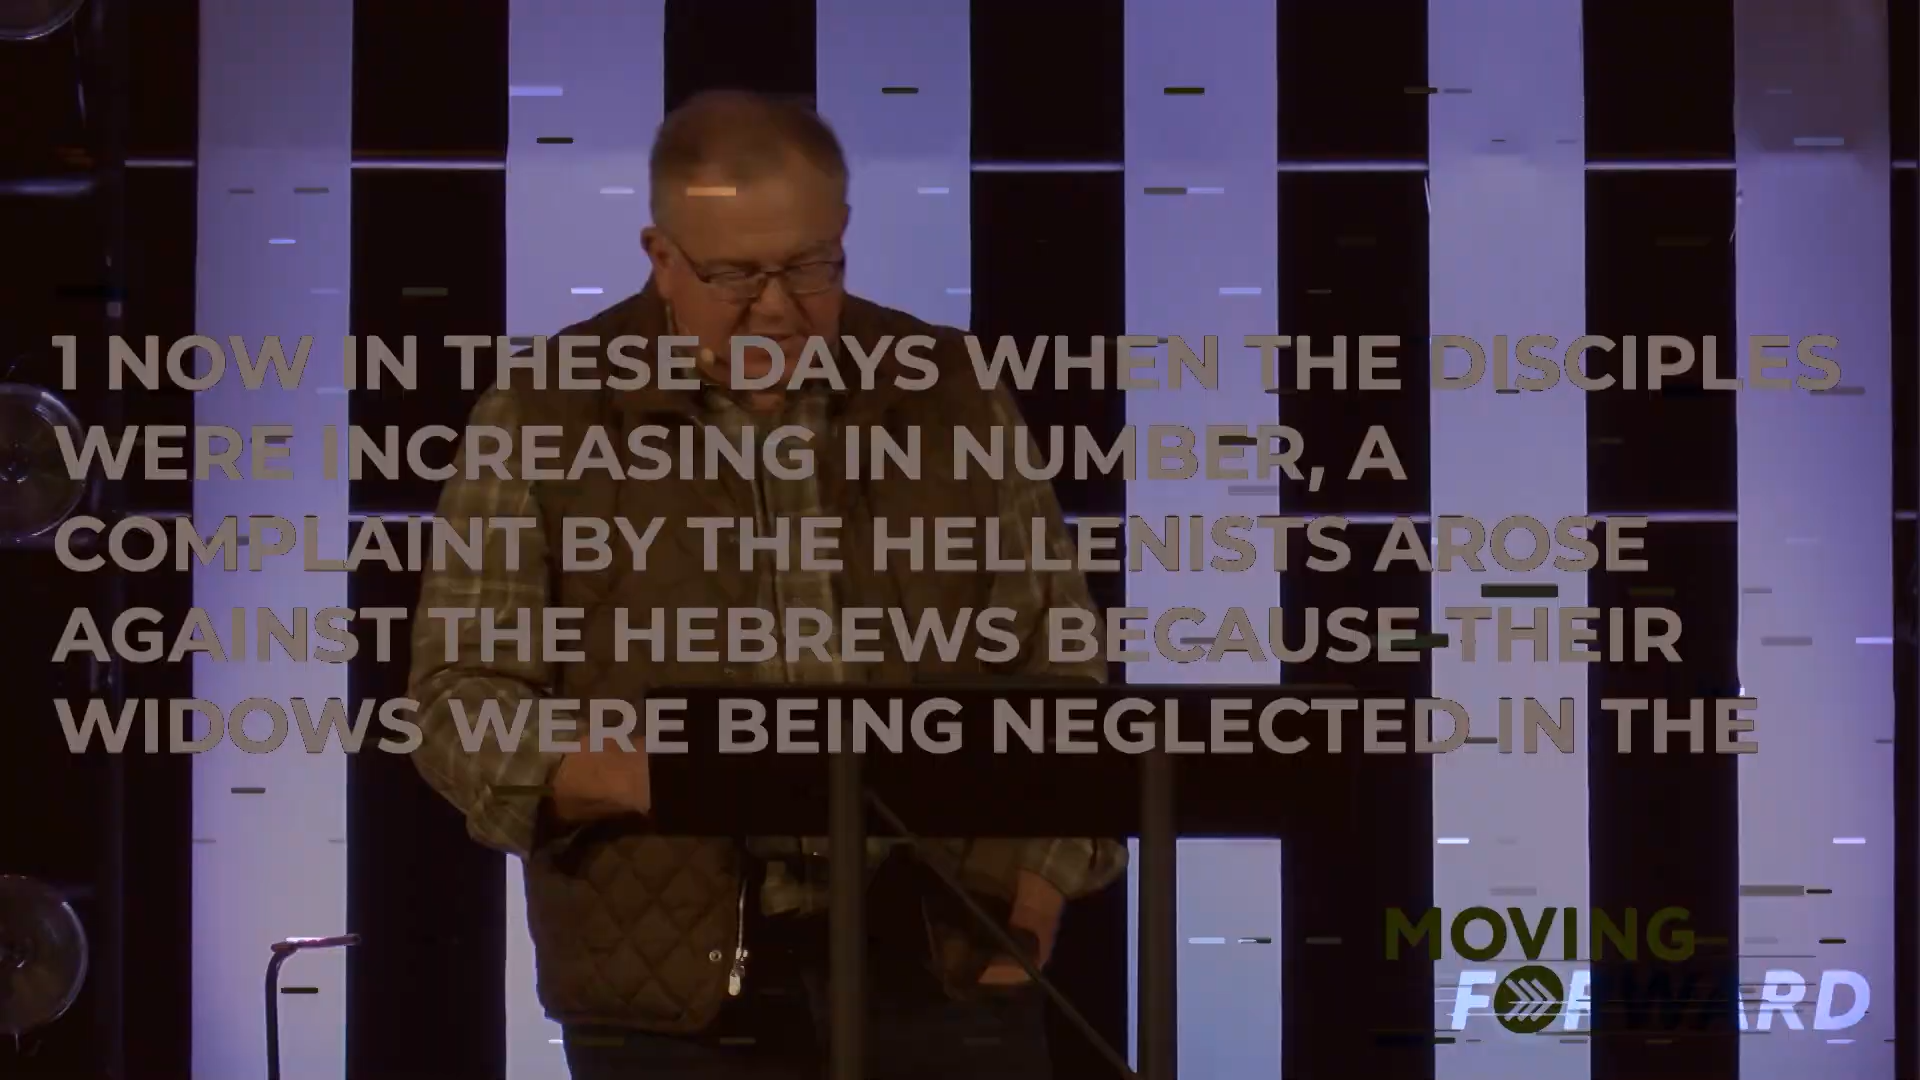 1 NOW IN THESE DAYS WHEN THE DISCIPLES
WERE INCREASING IN NUMBER, A
COMPLAINT BY THE HELLENISTS AROSE
AGAINST THE HEBREWS BECAUSE THEIR
WIDOWS WERE BEING NEGLECTED IN THE
MOVING
FORWARD